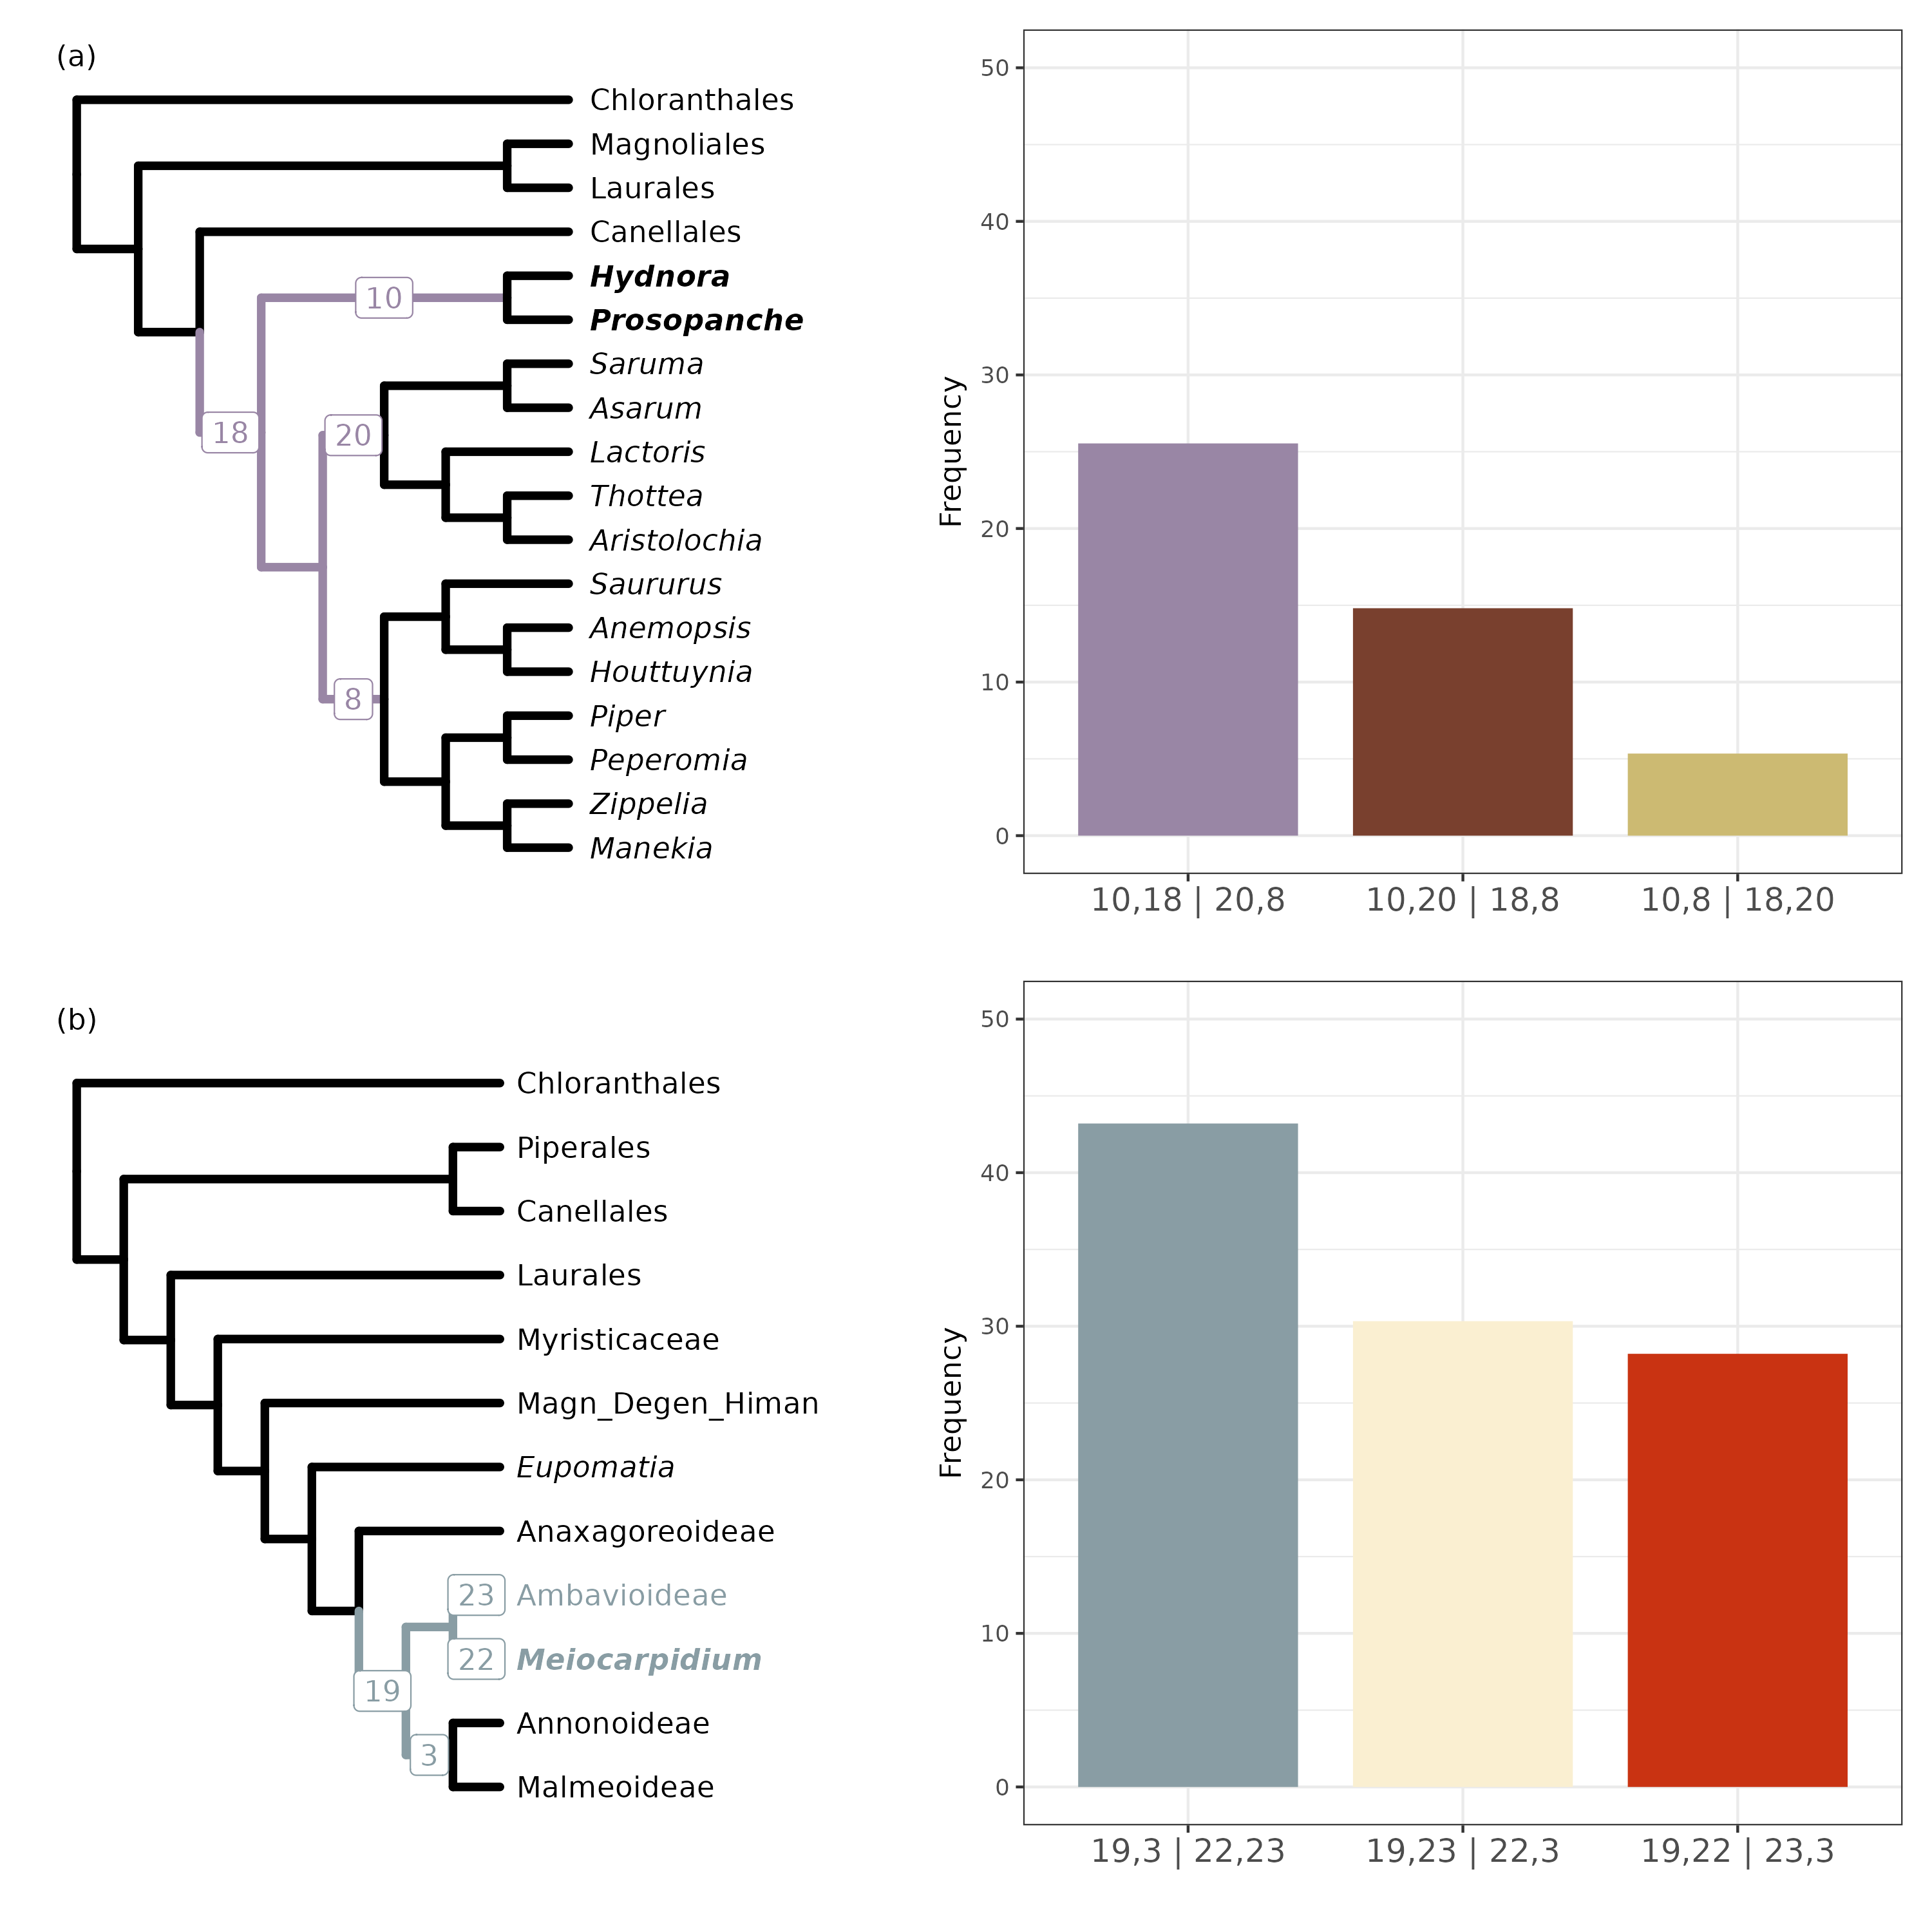 (a)
Chloranthales
Magnoliales
Laurales
Canellales
Hydnora
10
Prosopanche
Saruma
Asarum
18
20
Lactoris
Thottea
Aristolochia
Saururus
Anemopsis
Houttuynia
8
Piper
Peperomia
Zippelia
Manekia
Frequency
50
40
30
20
10
0
10,18 | 20,8
10,20 | 18,8
10,8 | 18,20
(b)
Chloranthales
Piperales
Canellales
Laurales
Myristicaceae
Magn_Degen_Himan
Eupomatia
Anaxagoreoideae
23 Ambavioideae
22 Meiocarpidium
19
Annonoideae
3
Malmeoideae
Frequency
50
40
30
20
10
0
19,3 | 22,23
19,23 | 22,3
19,22 | 23,3